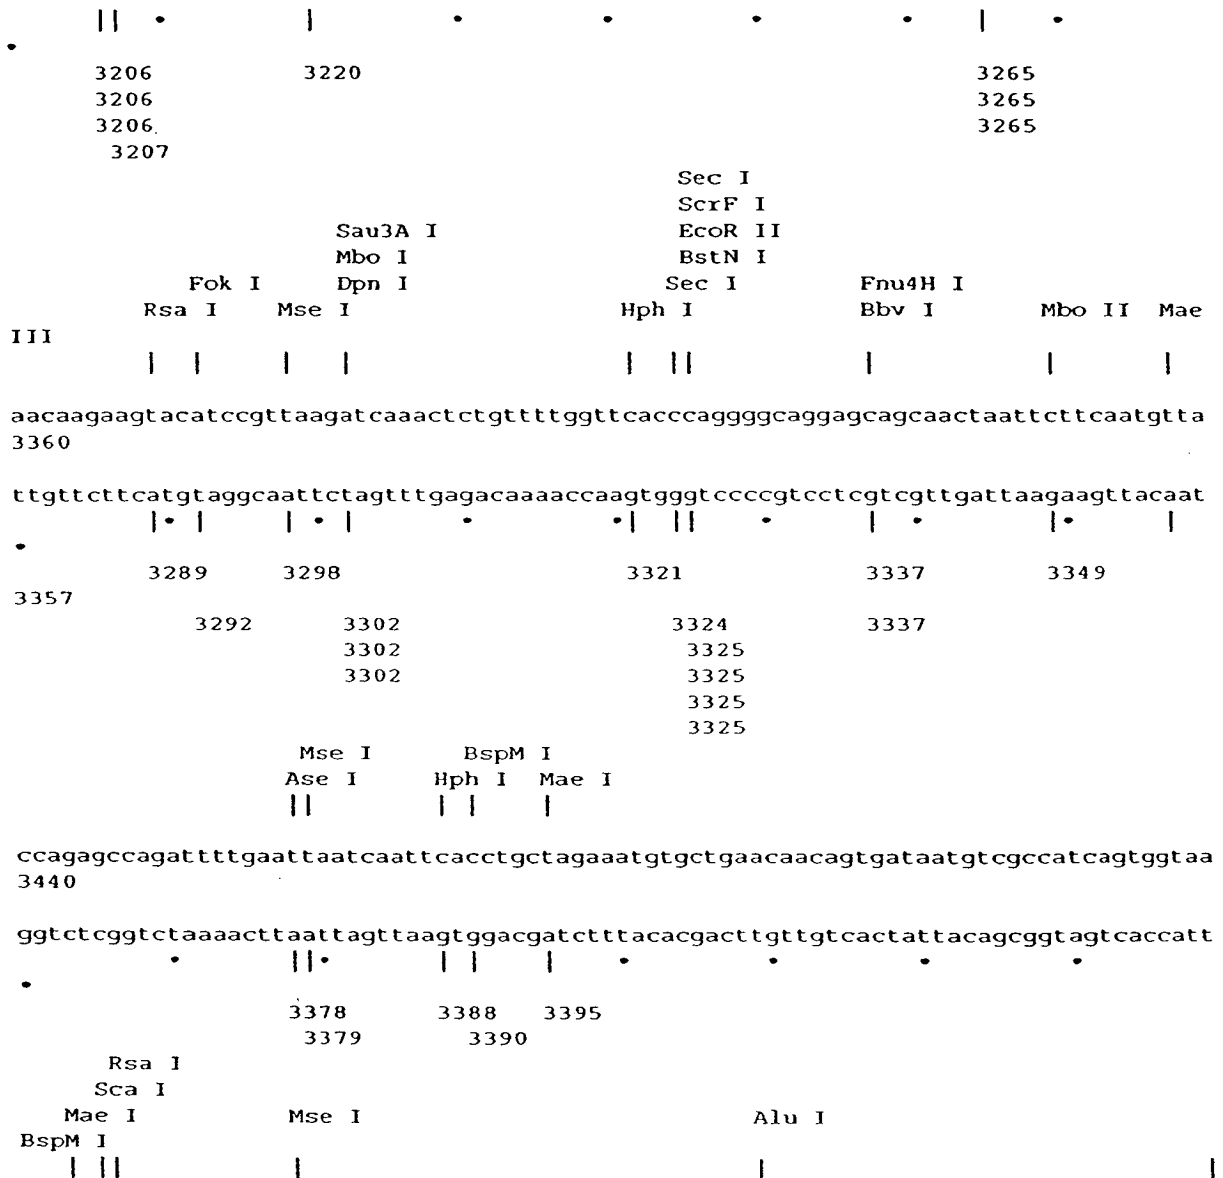 || • | • • • • | •
•
3206 3220 3265
3206 3265
3206. 3265
3207
Sec I
ScrF I
Sau3A I EcoR II
Mbo I BstN I
Fok I Dpn I Sec I Fnu4H I
Rsa I Mse I Hph I Bbv I Mbo II Mae
III
| | | | | || | | |
aacaagaagtacatccgttaagatcaaactctgttttggttcacccaggggcaggagcagcaactaattcttcaatgtta
3360
ttgttcttcatgtaggcaattctagtttgagacaaaaccaagtgggtccccgtcctcgtcgttgattaagaagttacaat
|• | | • | • •| || • | • |• |
•
3289 3298 3321 3337 3349
3357
3292 3302 3324 3337
3302 3325
3302 3325
3325
3325
Mse I BspM I
Ase I Hph I Mae I
|| | | |
ccagagccagattttgaattaatcaattcacctgctagaaatgtgctgaacaacagtgataatgtcgccatcagtggtaa
3440
ggtctcggtctaaaacttaattagttaagtggacgatctttacacgacttgttgtcactattacagcggtagtcaccatt
• ||• | | | • • • •
•
3378 3388 3395
3379 3390
Rsa I
Sca I
Mae I Mse I Alu I
BspM I
| || | | |